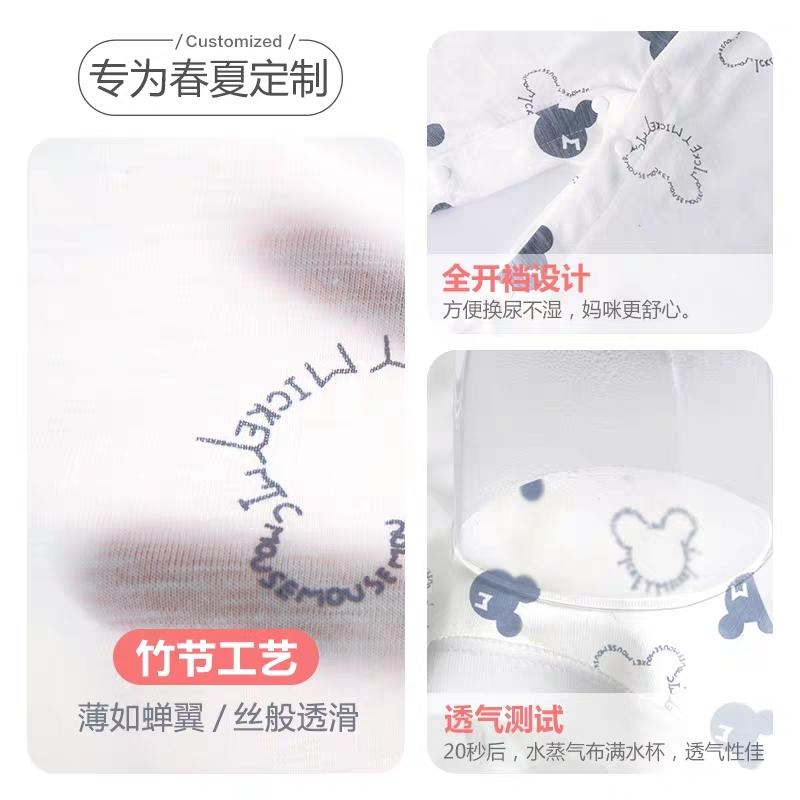 / Customized /
专为春夏定制
MICKEY MOUSEMOUSEMOU
竹节工艺
薄如蝉翼 / 丝般透滑
全开裆设计
方便换尿不湿，妈咪更舒心。
透气测试
20秒后，水蒸气布满水杯，透气性佳